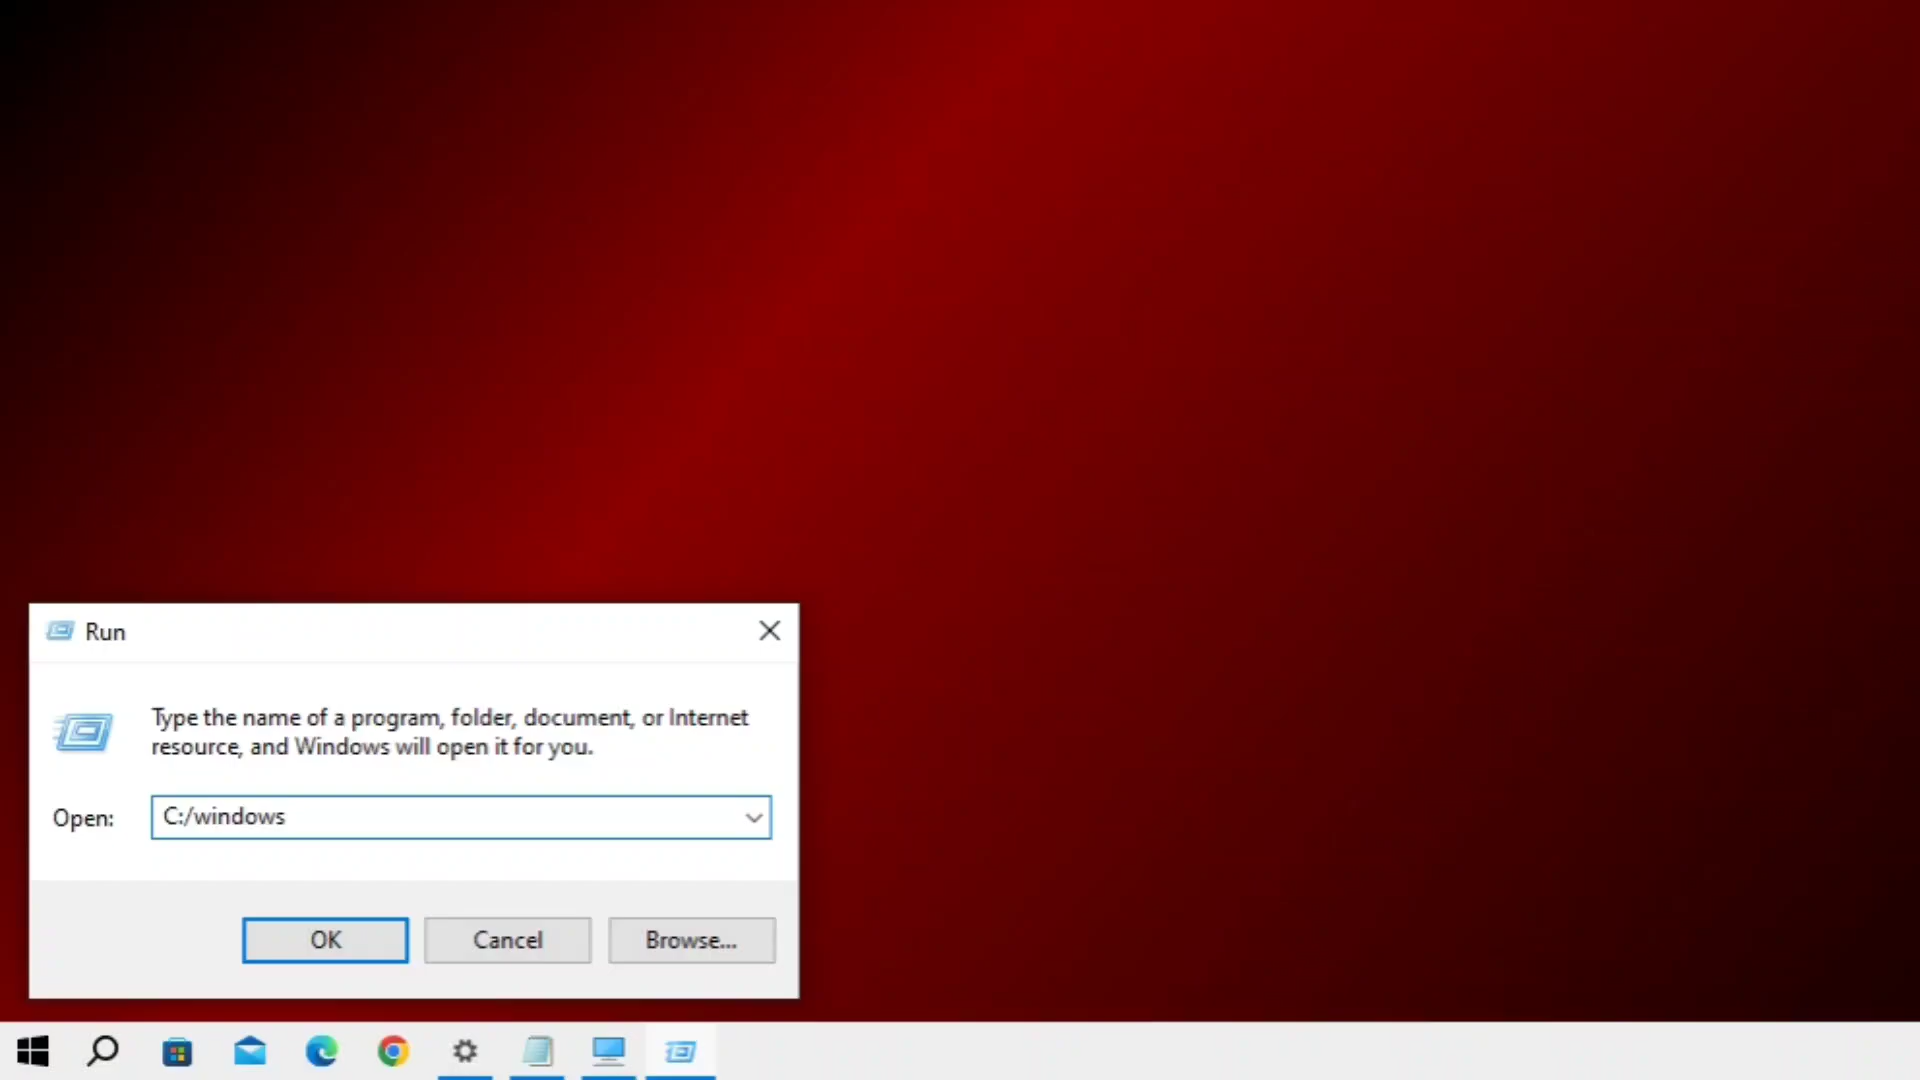 Run
Type the name of a program, folder, document, or Internet
resource, and Windows will open it for you.
Open: C:/windows
OK Cancel Browse...